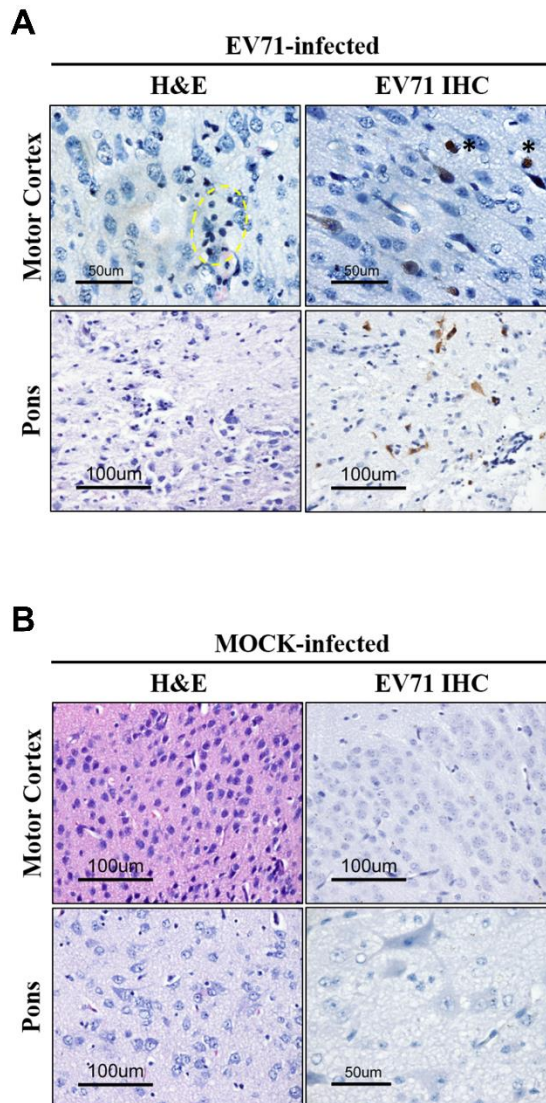 A
EV71-infected
H&E EV71 IHC
Motor Cortex
* *
50um 50um
Pons
100um 100um
B
MOCK-infected
H&E EV71 IHC
Motor Cortex
100um 100um
Pons
100um 50um